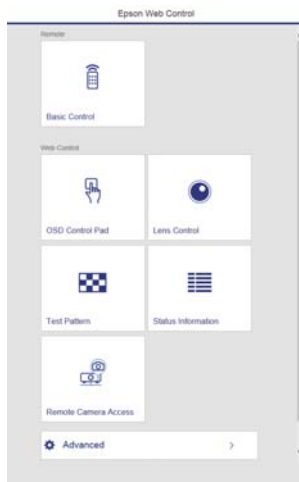 Epson Web Control
Remote
Basic Control
Web Control
OSD Control Pad
Lens Control
Test Pattern
Status Information
Remote Camera Access
Advanced